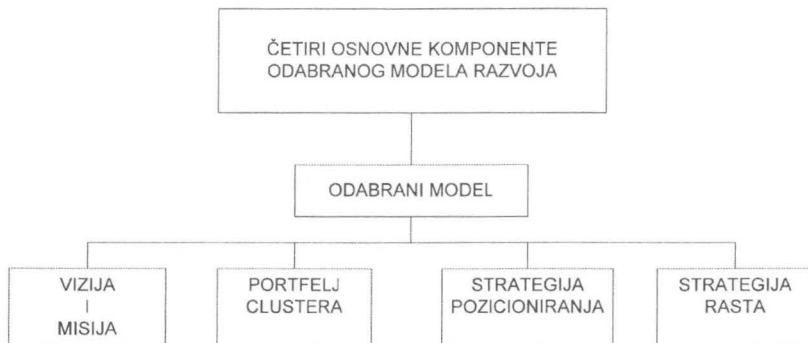 ČETIRI OSNOVNE KOMPONENTE
ODABRANOG MODELA RAZVOJA
ODABRANI MODEL
VIZIJA
I
MISIJA
PORTFELJ
CLUSTERA
STRATEGIJA
POZICIONIRANJA
STRATEGIJA
RASTA